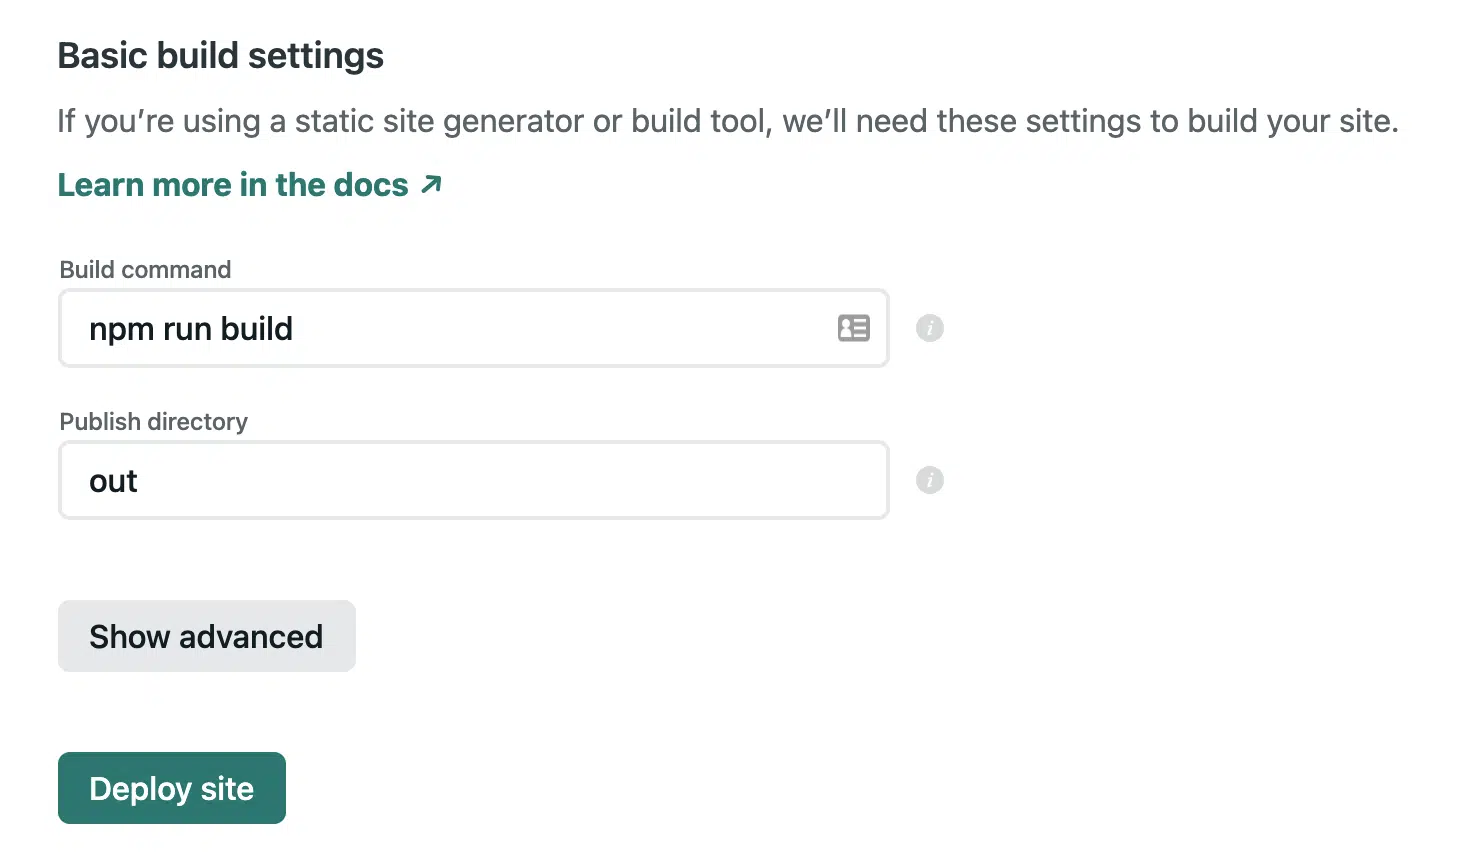 Basic build settings
If you’re using a static site generator or build tool, we’ll need these settings to build your site.
Learn more in the docs ↗
Build command
npm run build
i
Publish directory
out
i
Show advanced
Deploy site